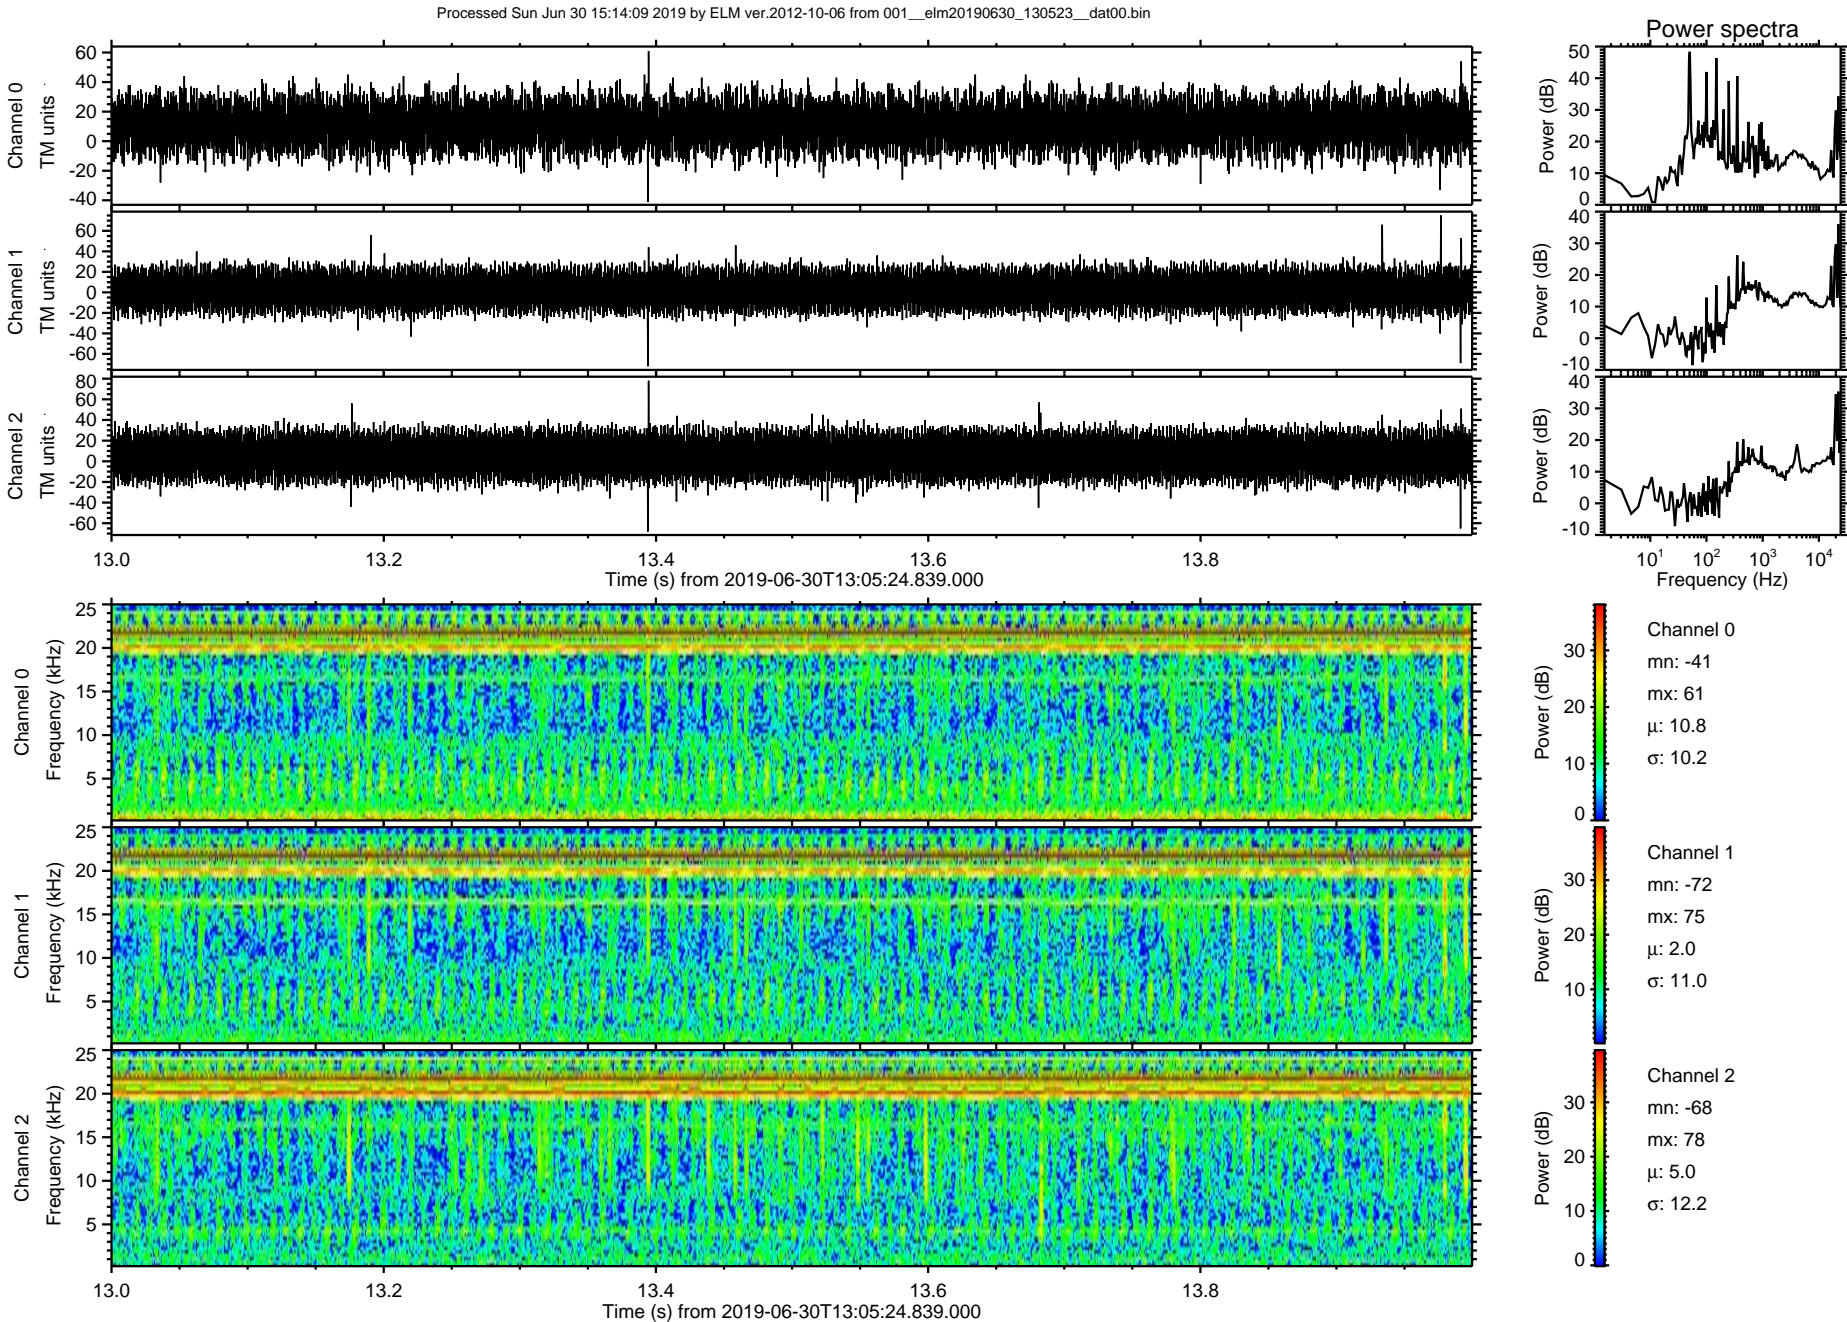 Processed Sun Jun 30 15:14:09 2019 by ELM ver.2012-10-06 from 001__elm20190630_130523__dat00.bin
Power spectra
Channel 0
TM units
60
40
20
0
-20
-40
Power (dB)
50
40
30
20
10
0
Channel 1
TM units
60
40
20
0
-20
-40
-60
Power (dB)
40
30
20
10
0
-10
Channel 2
TM units
80
60
40
20
0
-20
-40
-60
Power (dB)
40
30
20
10
0
-10
13.0 13.2 13.4 13.6 13.8
Time (s) from 2019-06-30T13:05:24.839.000
10^1 10^2 10^3 10^4
Frequency (Hz)
Channel 0
Frequency (kHz)
25
20
15
10
5
Power (dB)
30
20
10
0
Channel 0
mn: -41
mx: 61
μ: 10.8
σ: 10.2
Channel 1
Frequency (kHz)
25
20
15
10
5
Power (dB)
30
20
10
Channel 1
mn: -72
mx: 75
μ: 2.0
σ: 11.0
Channel 2
Frequency (kHz)
25
20
15
10
5
Power (dB)
30
20
10
0
Channel 2
mn: -68
mx: 78
μ: 5.0
σ: 12.2
13.0 13.2 13.4 13.6 13.8
Time (s) from 2019-06-30T13:05:24.839.000